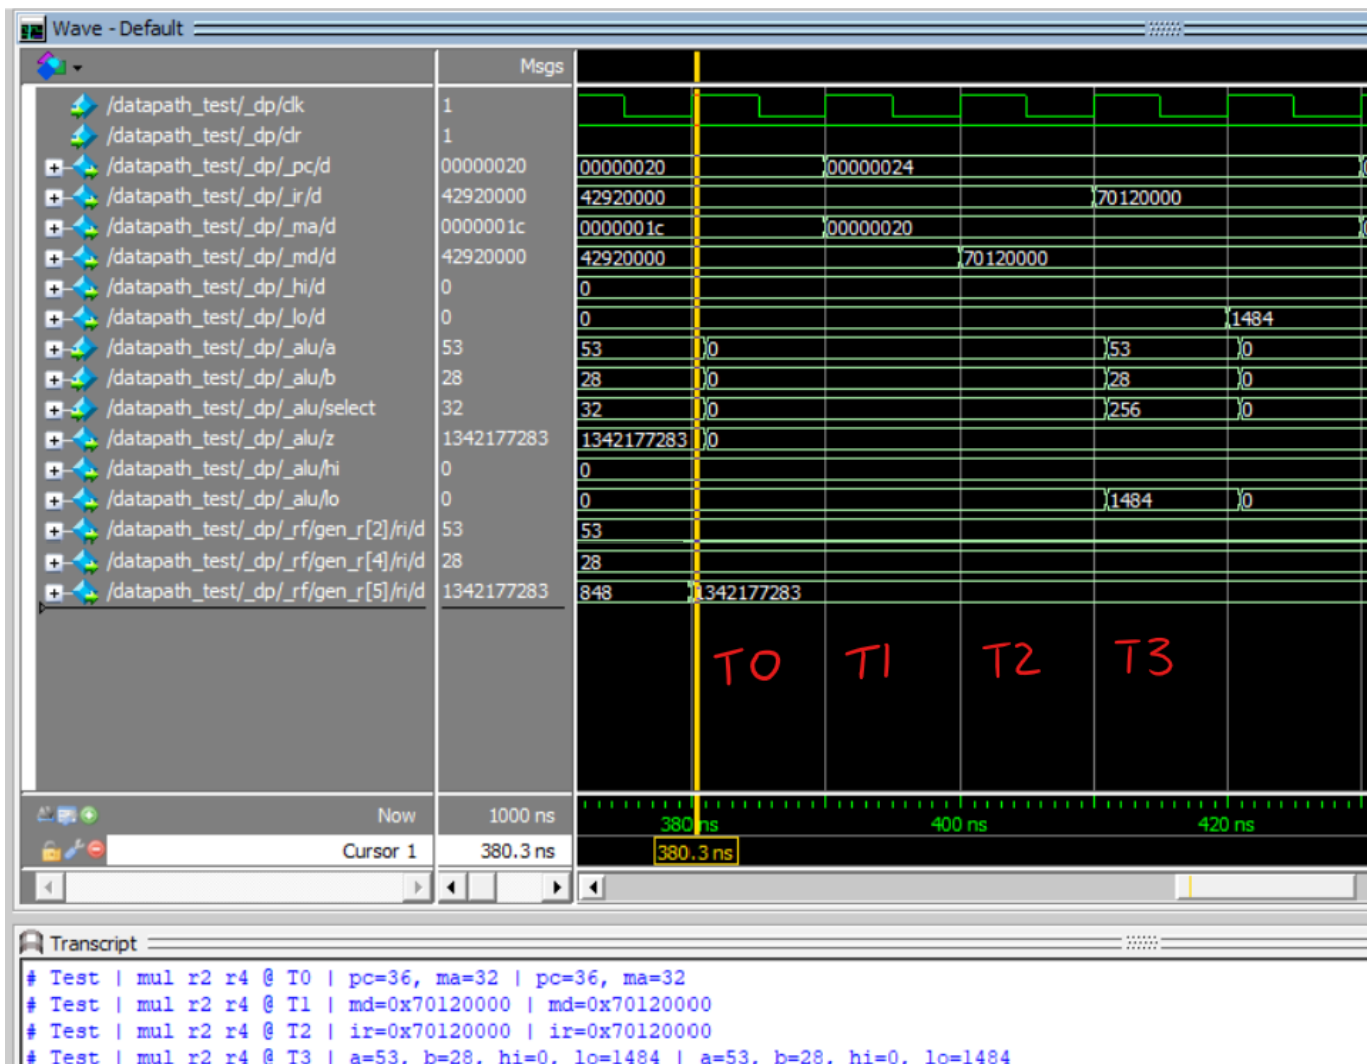 Wave - Default
Msgs
/datapath_test/_dp/clk 1
/datapath_test/_dp/clr 1
/datapath_test/_dp/_pc/d 00000020 00000020 00000024
/datapath_test/_dp/_ir/d 42920000 42920000 70120000
/datapath_test/_dp/_ma/d 0000001c 0000001c 00000020
/datapath_test/_dp/_md/d 42920000 42920000 70120000
/datapath_test/_dp/_hi/d 0 0
/datapath_test/_dp/_lo/d 0 0 1484
/datapath_test/_dp/_alu/a 53 53 0 53 0
/datapath_test/_dp/_alu/b 28 28 0 28 0
/datapath_test/_dp/_alu/select 32 32 0 256 0
/datapath_test/_dp/_alu/z 1342177283 1342177283 0
/datapath_test/_dp/_alu/hi 0 0
/datapath_test/_dp/_alu/lo 0 0 1484 0
/datapath_test/_dp/_rf/gen_r[2]/ri/d 53 53
/datapath_test/_dp/_rf/gen_r[4]/ri/d 28 28
/datapath_test/_dp/_rf/gen_r[5]/ri/d 1342177283 848 1342177283
T0 T1 T2 T3
Now 1000 ns 380 ns 400 ns 420 ns
Cursor 1 380.3 ns 380.3 ns
Transcript
# Test | mul r2 r4 @ T0 | pc=36, ma=32 | pc=36, ma=32
# Test | mul r2 r4 @ T1 | md=0x70120000 | md=0x70120000
# Test | mul r2 r4 @ T2 | ir=0x70120000 | ir=0x70120000
# Test | mul r2 r4 @ T3 | a=53, b=28, hi=0, lo=1484 | a=53, b=28, hi=0, lo=1484